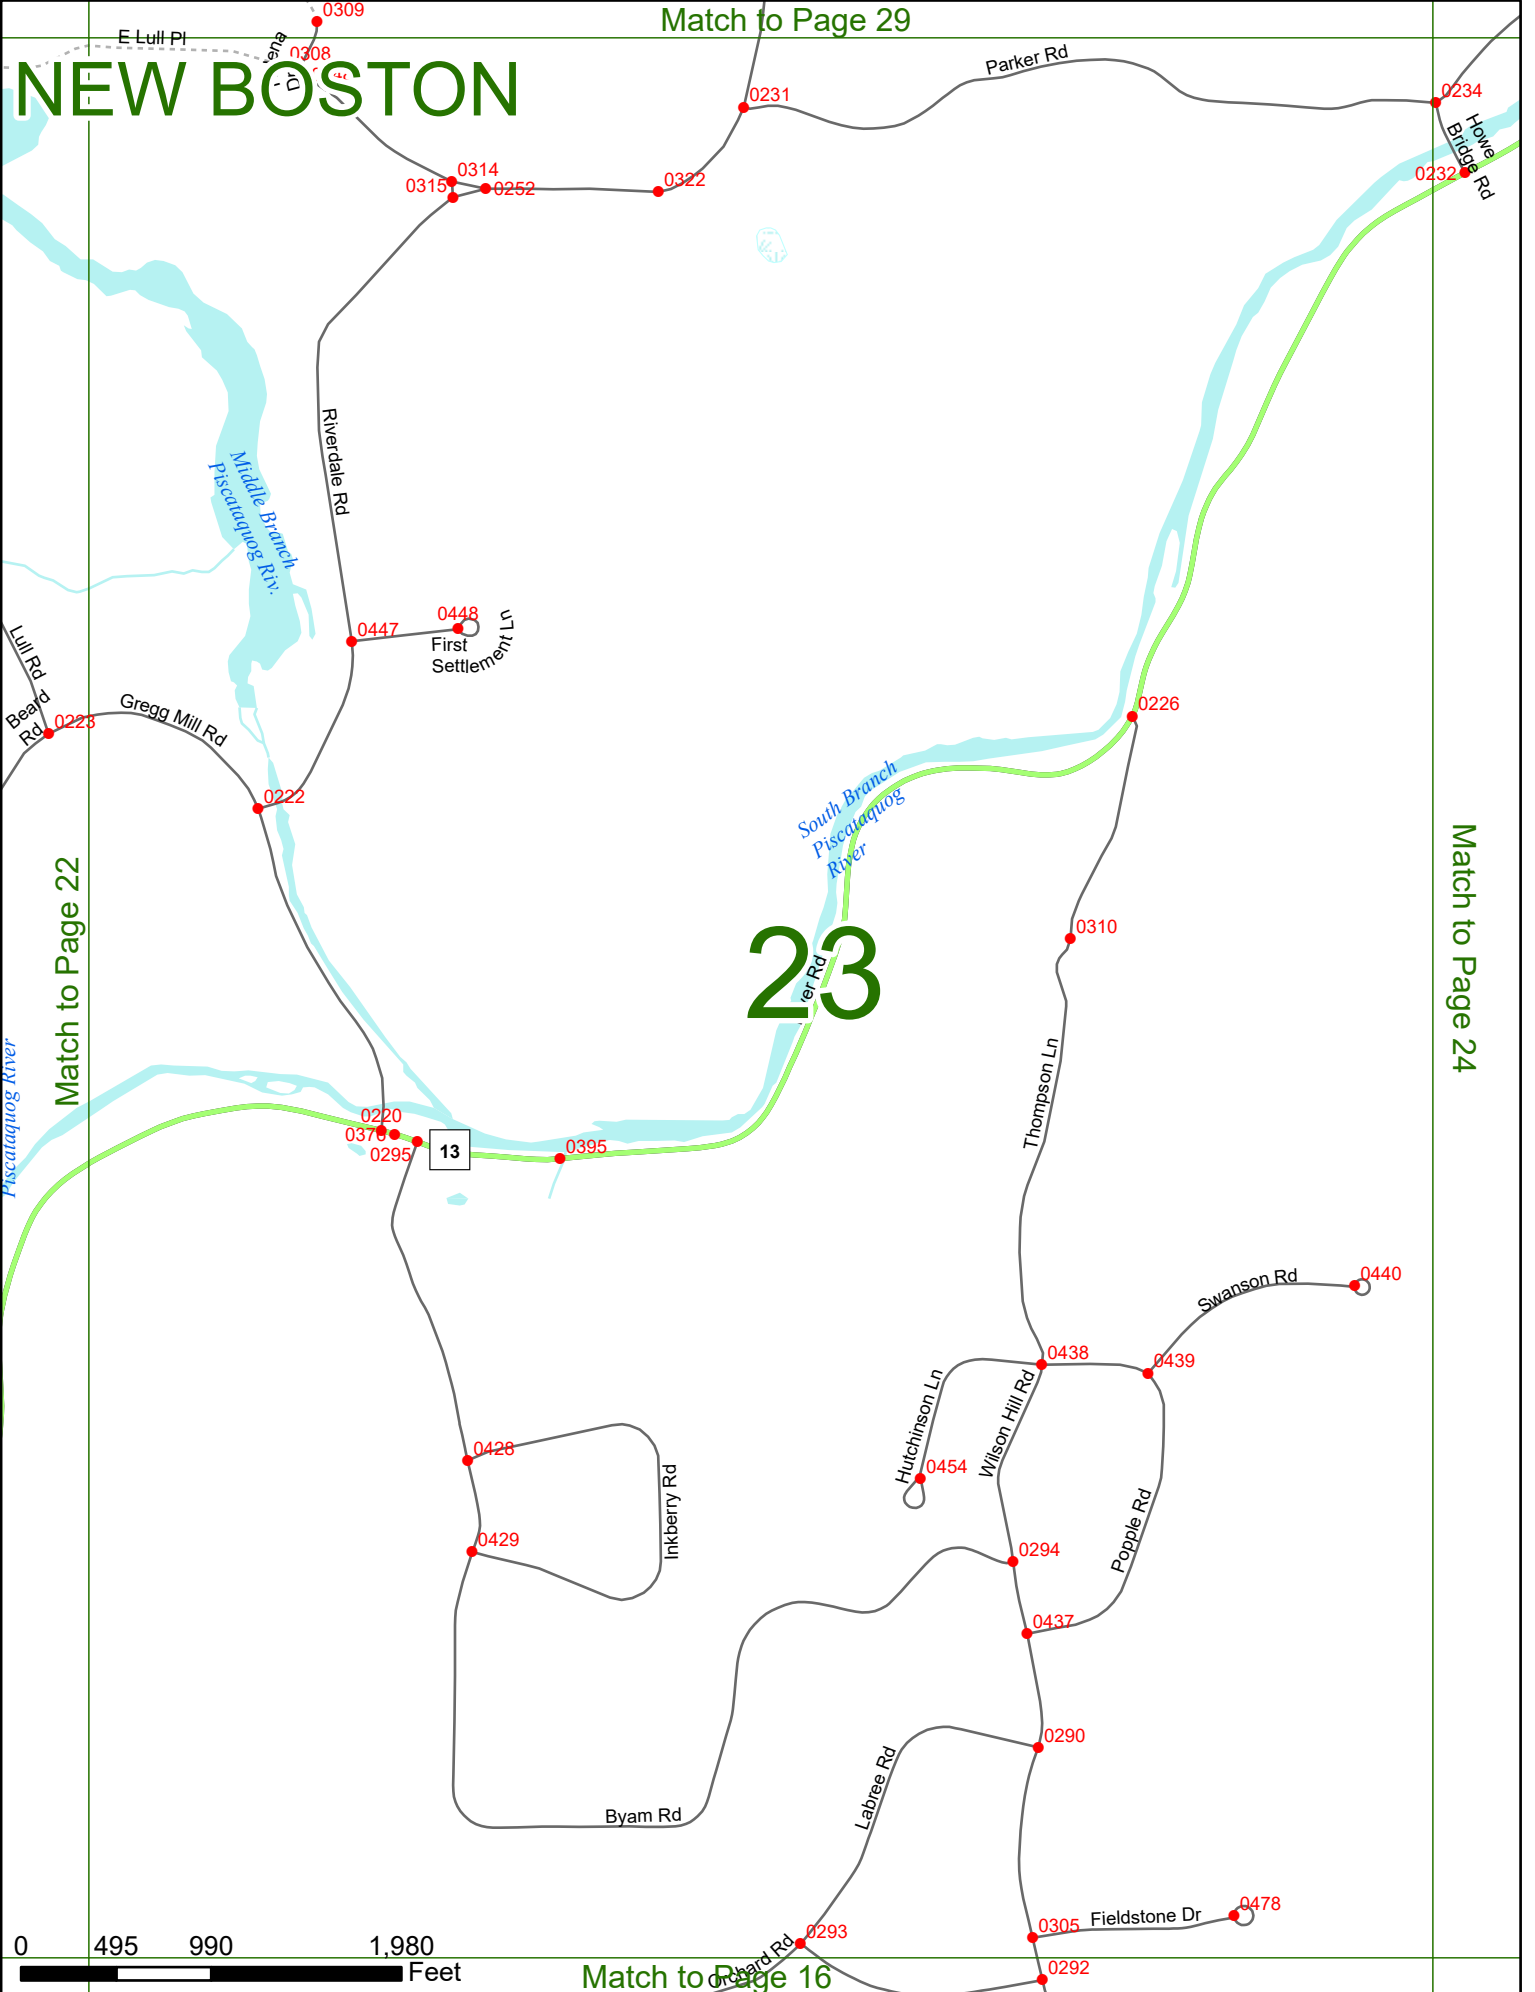 0309
Match to Page 29
E Lull Pl
0308
NEW BOSTON
Parker Rd
0231
0234
Howe
Bridge Rd
0232
0314
0315
0252
0322
Riverdale Rd
Middle Branch
Piscataquog Riv.
0447
0448
First
Settlement Ln
Lull Rd
Beard
Rd
0223
Gregg Mill Rd
0222
0226
South Branch
Piscataquog
River
Match to Page 22
Match to Page 24
0310
23
Piscataquog River
Thompson Ln
0220
0376
0295
13
0395
Swanson Rd
0440
0438
0439
Hutchinson Ln
Wilson Hill Rd
0454
0428
Inkberry Rd
0429
Popple Rd
0294
0437
0290
Labree Rd
Byam Rd
0478
Fieldstone Dr
0305
0293
Orchard Rd
0292
0 495 990 1,980
Feet
Match to Page 16